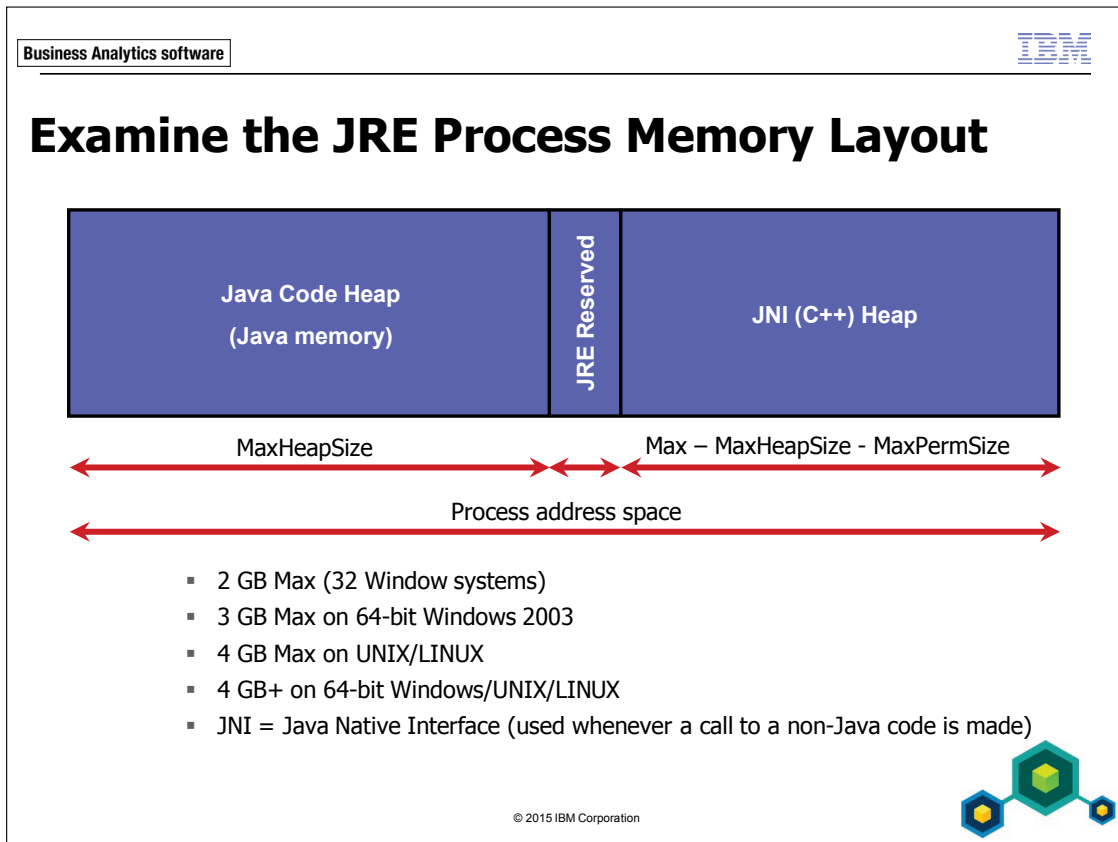 Business Analytics software
IBM
Examine the JRE Process Memory Layout
Java Code Heap
(Java memory)
JRE Reserved
JNI (C++) Heap
MaxHeapSize
Max – MaxHeapSize - MaxPermSize
Process address space
▪ 2 GB Max (32 Window systems)
▪ 3 GB Max on 64-bit Windows 2003
▪ 4 GB Max on UNIX/LINUX
▪ 4 GB+ on 64-bit Windows/UNIX/LINUX
▪ JNI = Java Native Interface (used whenever a call to a non-Java code is made)
© 2015 IBM Corporation